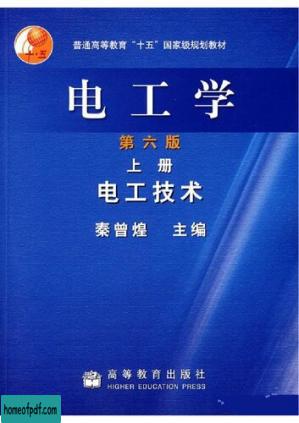 十·五
普通高等教育“十五”国家级规划教材
电工学
第六版
上册
电工技术
秦曾煌 主编
高等教育出版社
HIGHER EDUCATION PRESS
homeofpdf.com